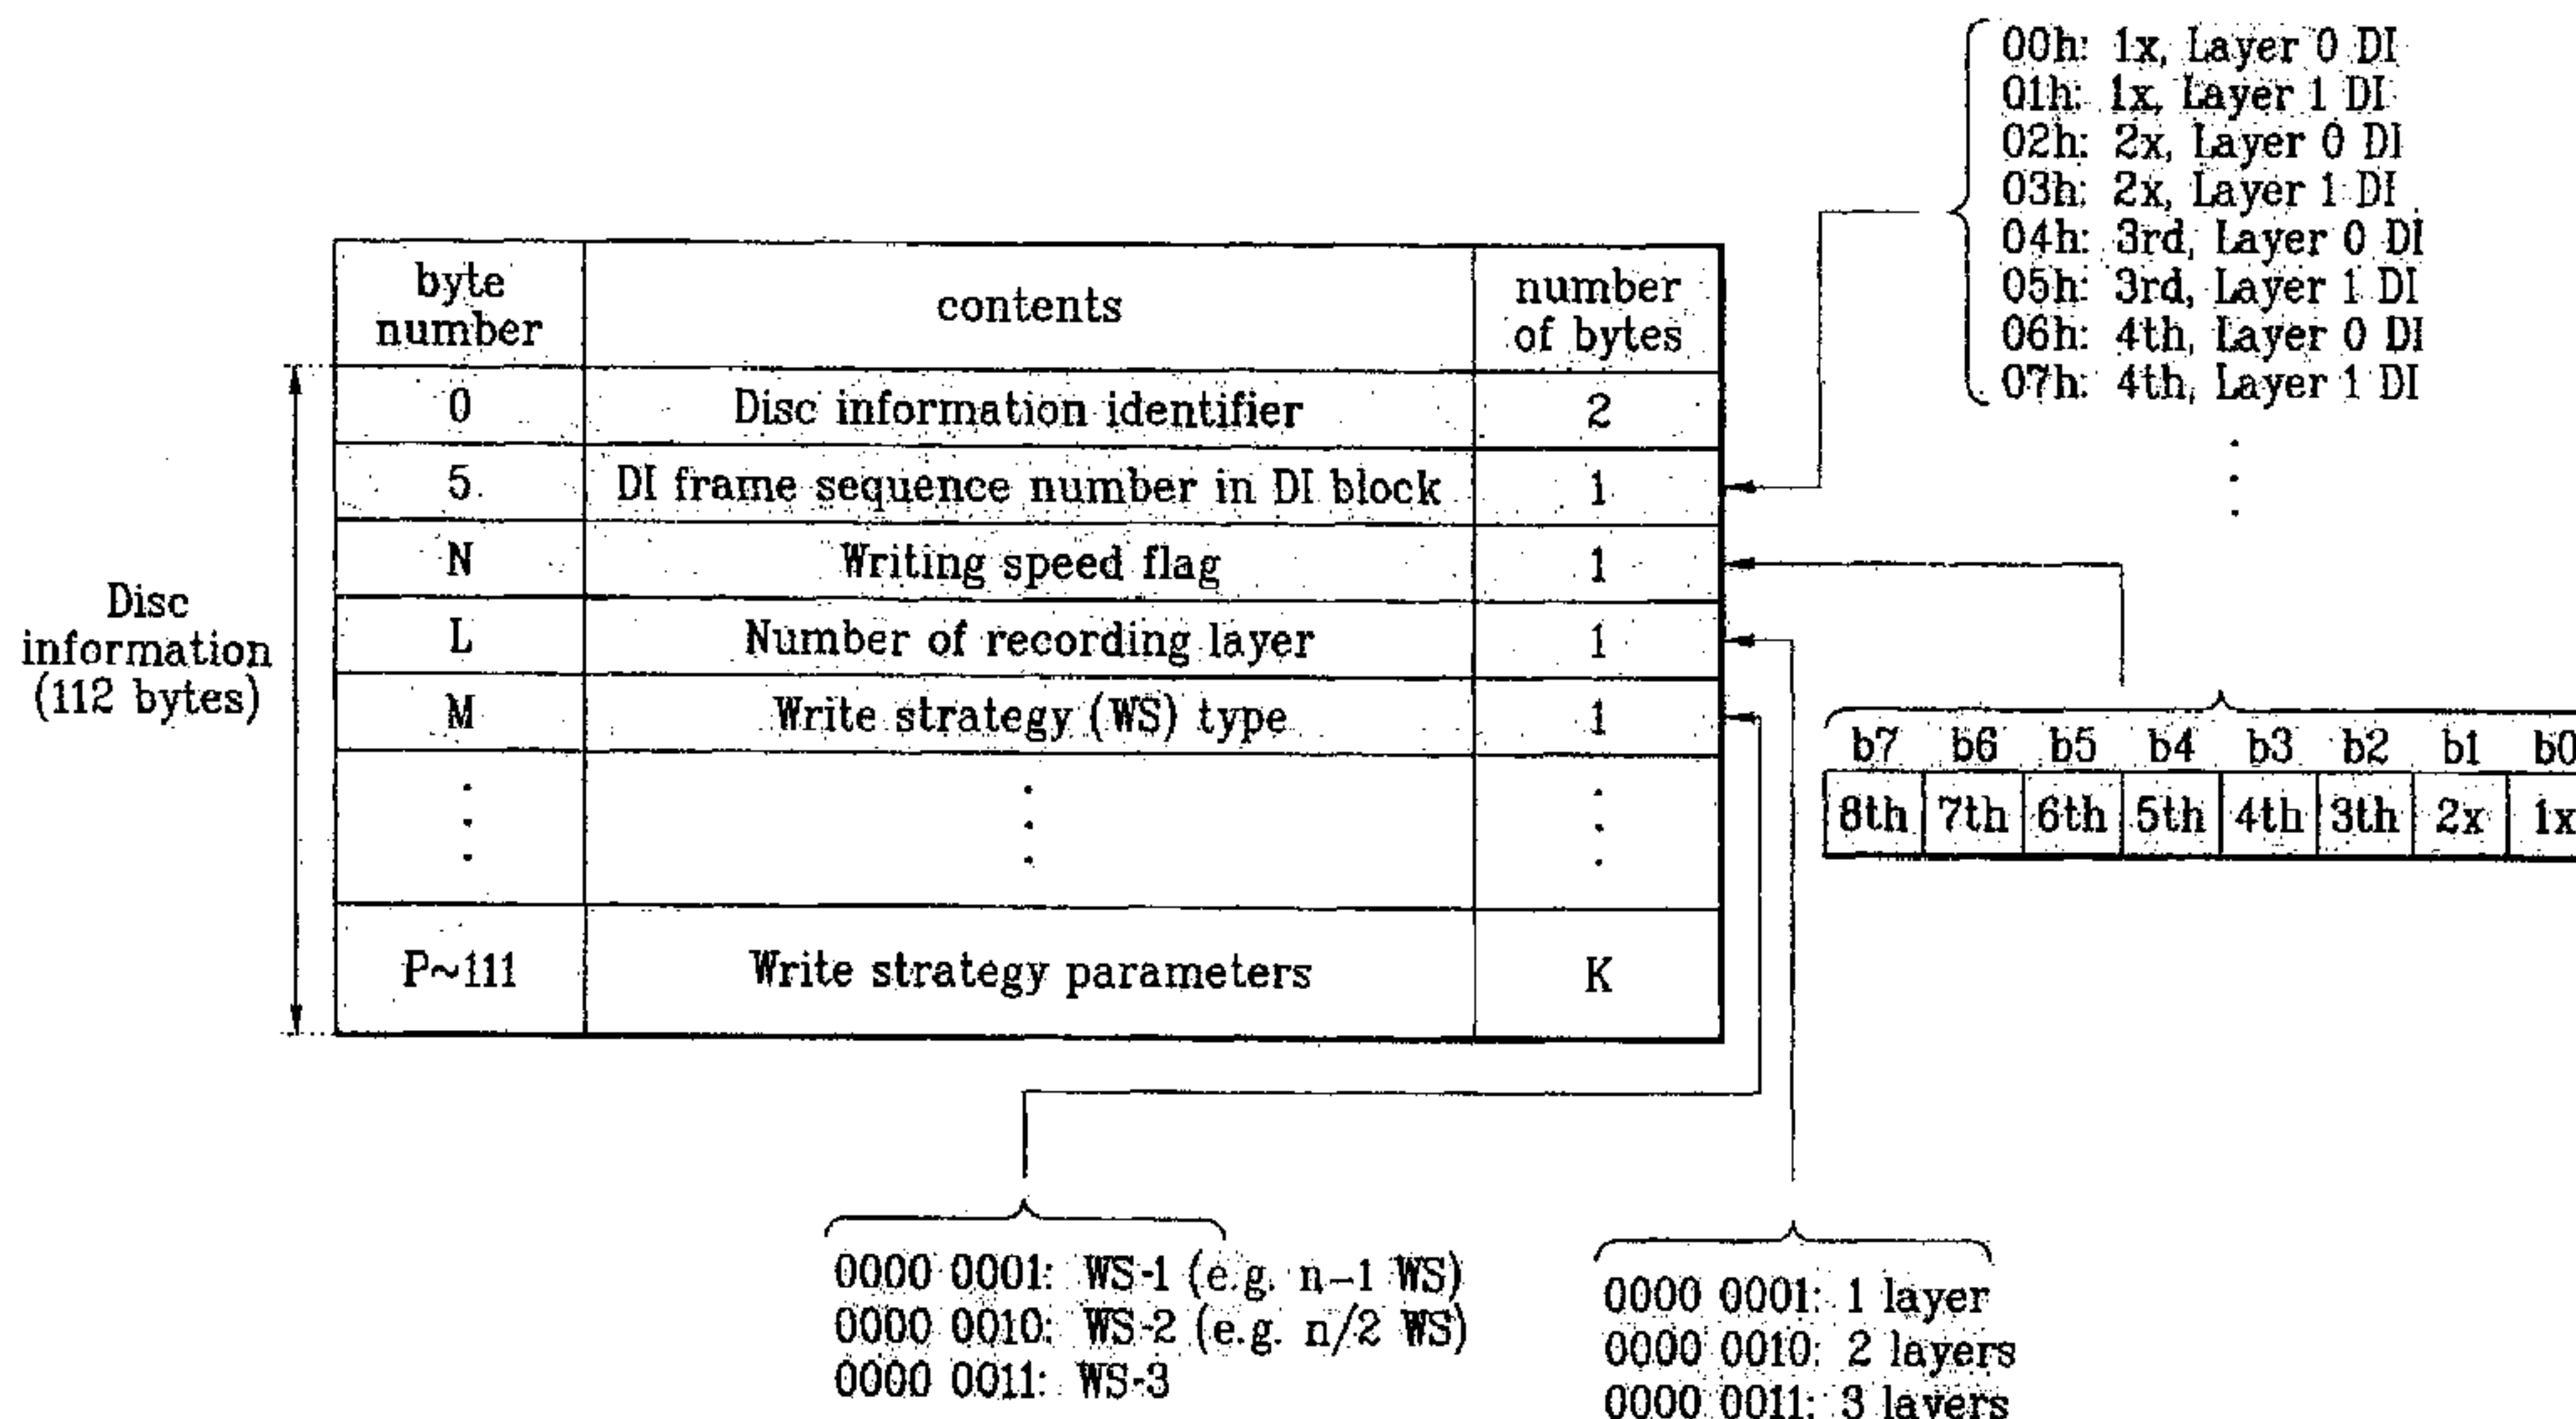 00h: 1x, Layer 0 DI
01h: 1x, Layer 1 DI
02h: 2x, Layer 0 DI
03h: 2x, Layer 1 DI
04h: 3rd, Layer 0 DI
05h: 3rd, Layer 1 DI
06h: 4th, Layer 0 DI
07h: 4th, Layer 1 DI
byte number contents number of bytes
0 Disc information identifier 2
5 DI frame sequence number in DI block 1
N Writing speed flag 1
L Number of recording layer 1
M Write strategy (WS) type 1
P~111 Write strategy parameters K
Disc
information
(112 bytes)
b7 b6 b5 b4 b3 b2 b1 b0
8th 7th 6th 5th 4th 3th 2x 1x
0000 0001: WS-1 (e.g. n-1 WS)
0000 0010: WS-2 (e.g. n/2 WS)
0000 0011: WS-3
0000 0001: 1 layer
0000 0010: 2 layers
0000 0011: 3 layers